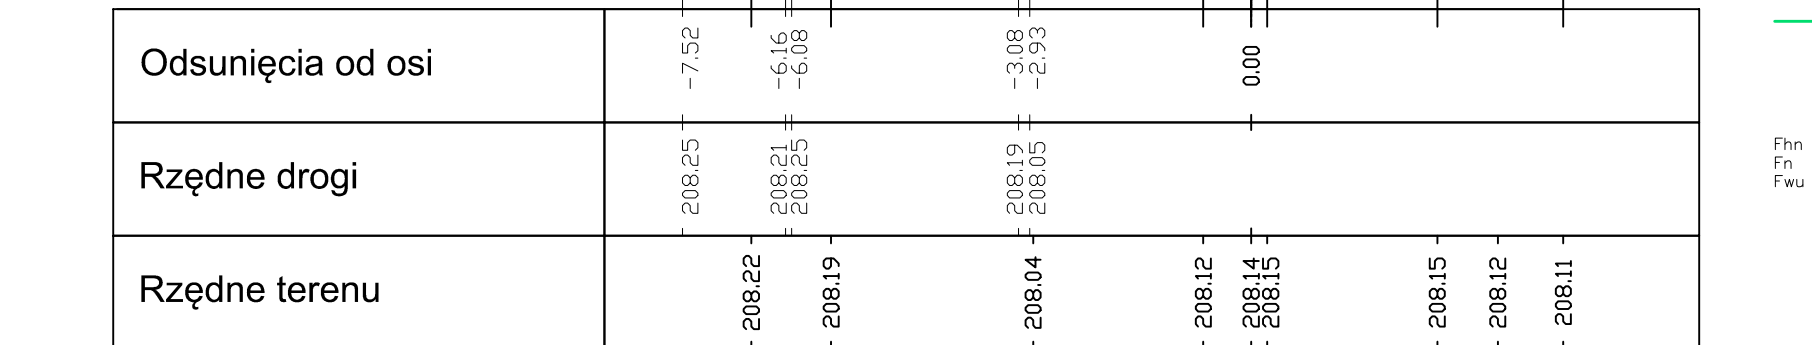 Odsunięcia od osi -7.52 -6.16 -6.08 -3.08 -2.93 0.00
Rzędne drogi 208.25 208.21 208.25 208.19 208.05
Rzędne terenu 208.22 208.19 208.04 208.12 208.14 208.15 208.15 208.12 208.11
Fhn
Fn
Fwu